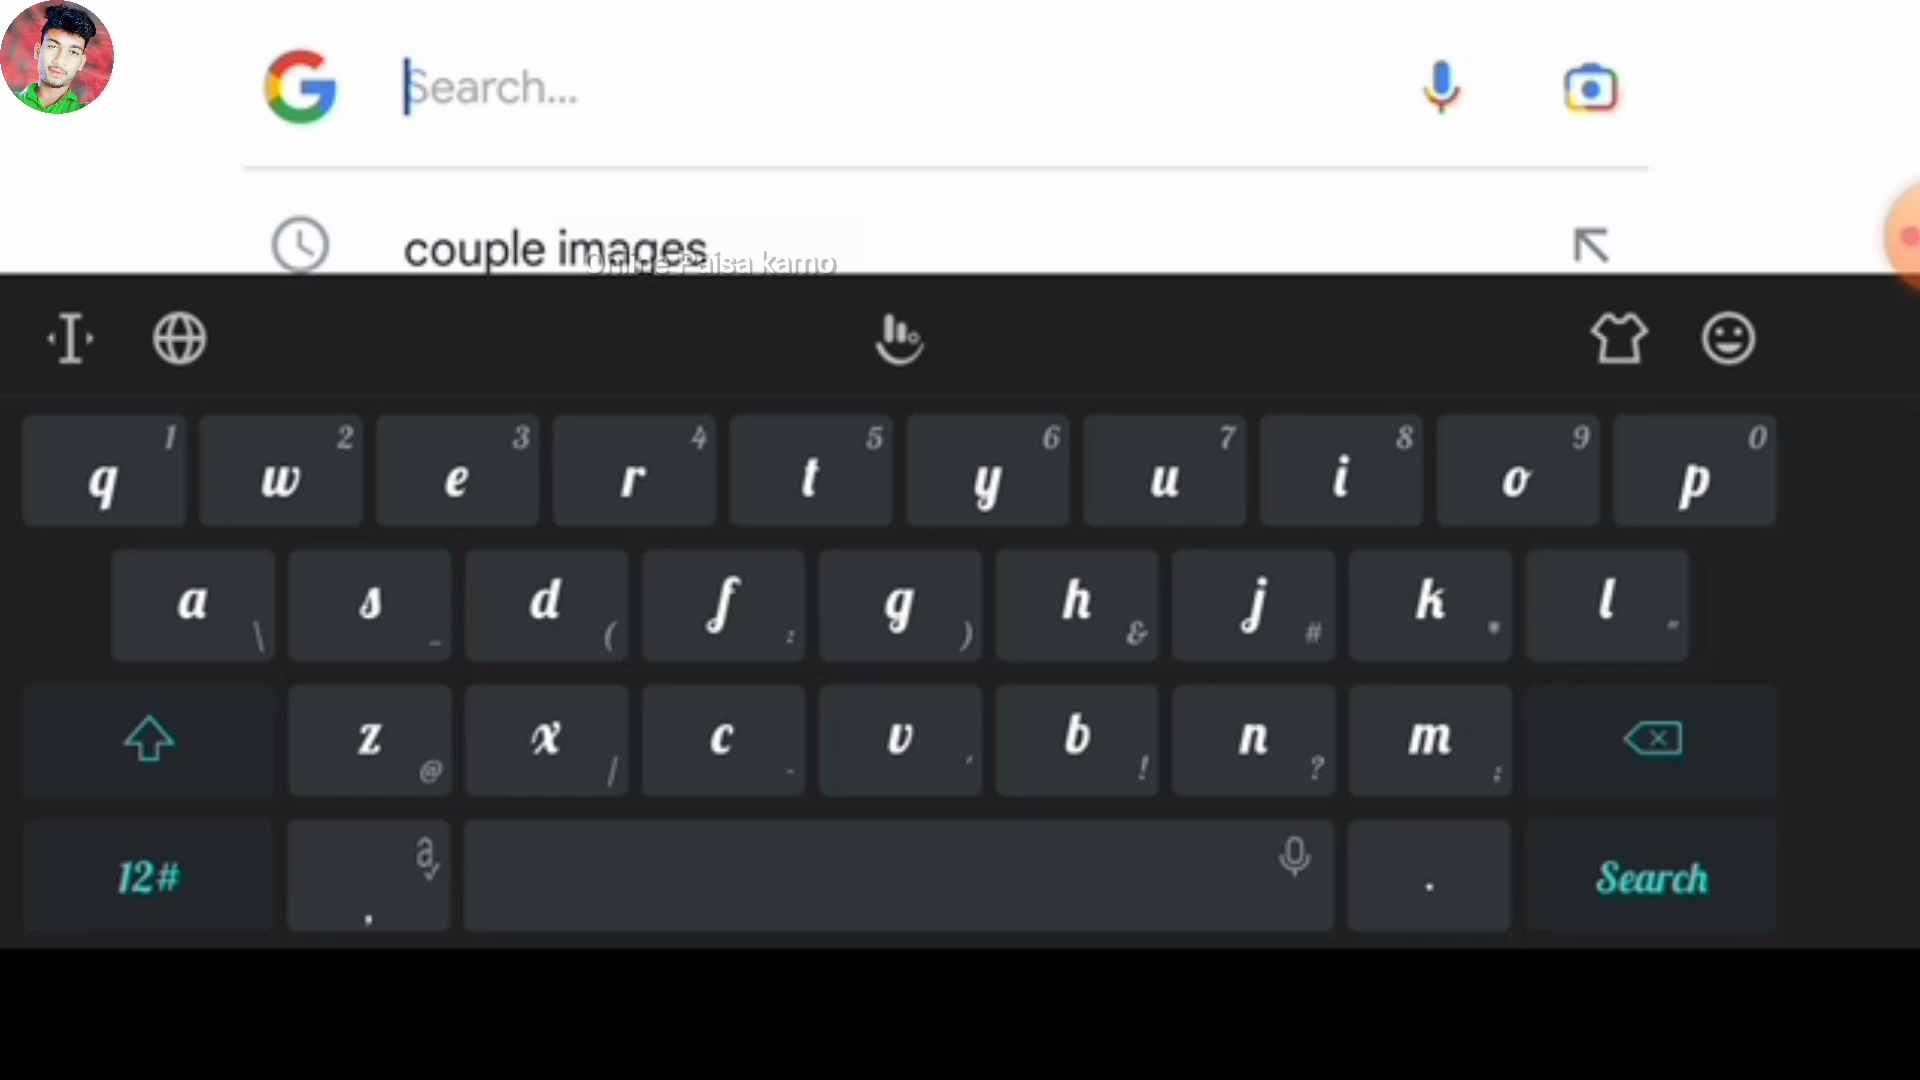 Search...
couple images
Online Paisa kamo
1 2 3 4 5 6 7 8 9 0
q w e r t y u i o p
a s d f g h j k l
\ _ ( : ) & # * "
z x c v b n m
@ / - ' ! ? ;
12# , . Search